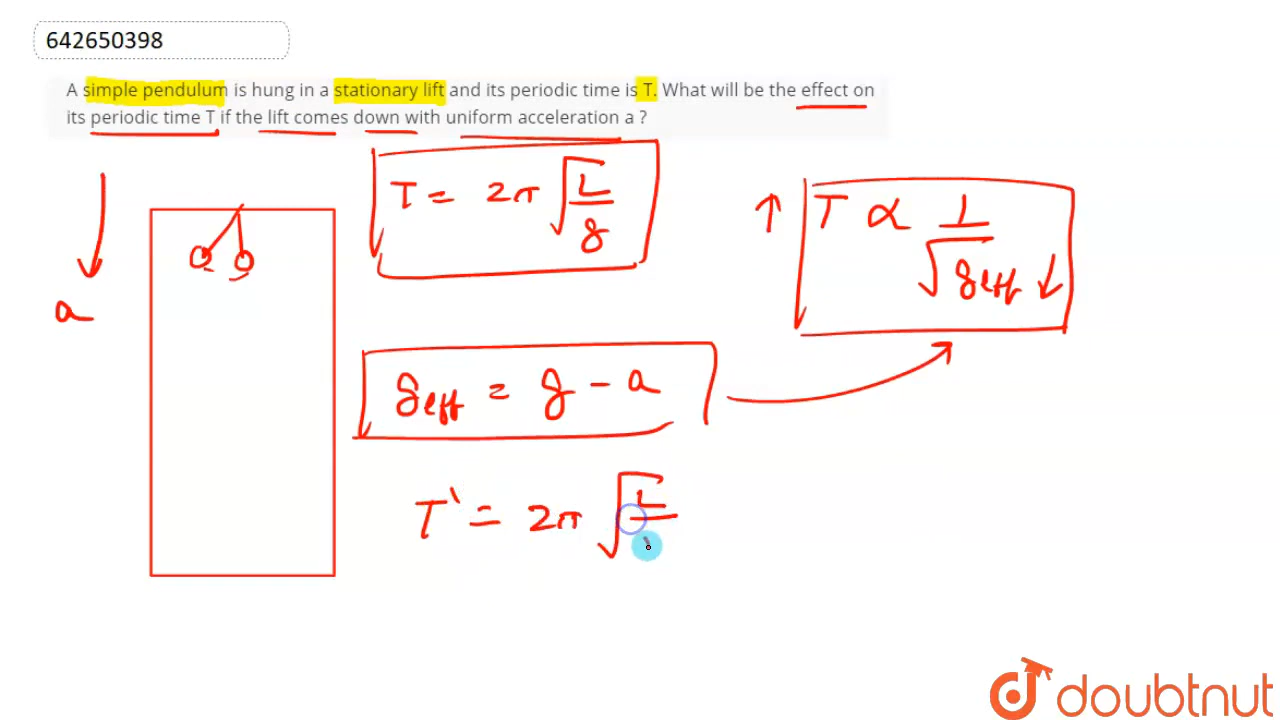 642650398
A simple pendulum is hung in a stationary lift and its periodic time is T. What will be the effect on
its periodic time T if the lift comes down with uniform acceleration a ?
T = 2π √(L/g)
↑ T ∝ 1/√geff ↓
a
geff = g - a
T' = 2π √L
doubtnut